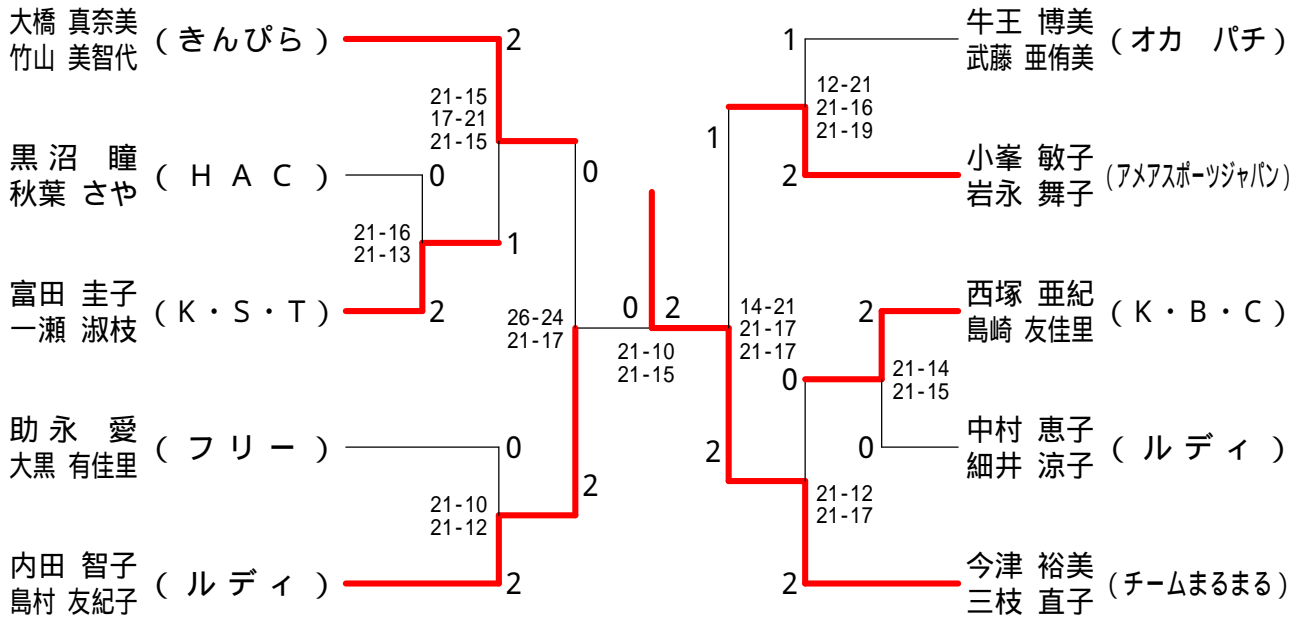 大橋 真奈美
竹山 美智代
(きんぴら)
2
21-15
17-21
21-15
黒沼 瞳
秋葉 さや
(HAC)
0
0
21-16
21-13
1
富田 圭子
一瀬 淑枝
(K・S・T)
2
26-24
21-17
助永 愛
大黒 有佳里
(フリー)
0
2
21-10
21-12
内田 智子
島村 友紀子
(ルディ)
2
0 2
21-10
21-15
牛王 博美
武藤 亜侑美
(オカ パチ)
1
12-21
21-16
21-19
1
小峯 敏子
岩永 舞子
(アメアスポーツジャパン)
2
14-21
21-17
21-17
西塚 亜紀
島崎 友佳里
(K・B・C)
2
21-14
21-15
0
中村 恵子
細井 涼子
(ルディ)
0
2
21-12
21-17
今津 裕美
三枝 直子
(チームまるまる)
2